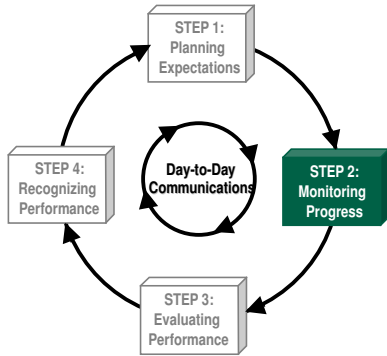 STEP 1:
Planning
Expectations
STEP 2:
Monitoring
Progress
STEP 3:
Evaluating
Performance
STEP 4:
Recognizing
Performance
Day-to-Day
Communications